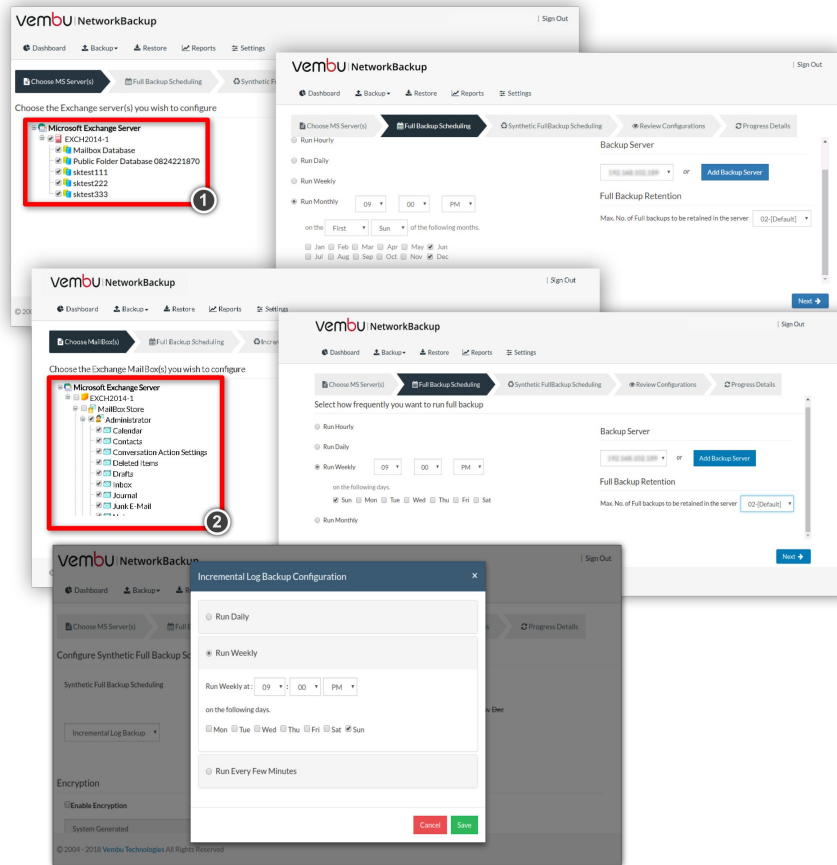 vembu | NetworkBackup
| Sign Out
Dashboard Backup Restore Reports Settings
Choose MS Server(s) Full Backup Scheduling Synthetic
Choose the Exchange server(s) you wish to configure
Microsoft Exchange Server
EXCH2014-1
Mailbox Database
Public Folder Database 0824221870
sktest111
sktest222
sktest333
1
vembu | NetworkBackup
| Sign Out
Dashboard Backup Restore Reports Settings
Choose MS Server(s) Full Backup Scheduling Synthetic FullBackup Scheduling Review Configurations Progress Details
Run Hourly
Run Daily
Run Weekly
Run Monthly 09 00 PM
on the First Sun of the following months.
Jan Feb Mar Apr May Jun
Jul Aug Sep Oct Nov Dec
Backup Server
or Add Backup Server
Full Backup Retention
Max. No. of Full backups to be retained in the server 02-[Default]
Next
vembu | NetworkBackup
| Sign Out
Dashboard Backup Restore Reports Settings
Choose MailBox(s) Full Backup Scheduling
Choose the Exchange MailBox(s) you wish to configure
Microsoft Exchange Server
EXCH2014-1
MailBox Store
Administrator
Calendar
Contacts
Conversation Action Settings
Deleted Items
Drafts
Inbox
Journal
Junk E-Mail
2
vembu | NetworkBackup
| Sign Out
Dashboard Backup Restore Reports Settings
Choose MS Server(s) Full Backup Scheduling Synthetic FullBackup Scheduling Review Configurations Progress Details
Select how frequently you want to run full backup
Run Hourly
Run Daily
Run Weekly 09 00 PM
on the following days.
Sun Mon Tue Wed Thu Fri Sat
Run Monthly
Backup Server
or Add Backup Server
Full Backup Retention
Max. No. of Full backups to be retained in the server 02-[Default]
Next
vembu | NetworkBackup
| Sign Out
Dashboard Backup
Choose MS Server(s) Full Progress Details
Configure Synthetic Full Backup Sc
Synthetic Full Backup Scheduling
Dec
Incremental Log Backup
Encryption
Enable Encryption
System Generated
© 2004 - 2018 Vembu Technologies All Rights Reserved
Incremental Log Backup Configuration ×
Run Daily
Run Weekly
Run Weekly at : 09 : 00 PM
on the following days.
Mon Tue Wed Thu Fri Sat Sun
Run Every Few Minutes
Cancel Save